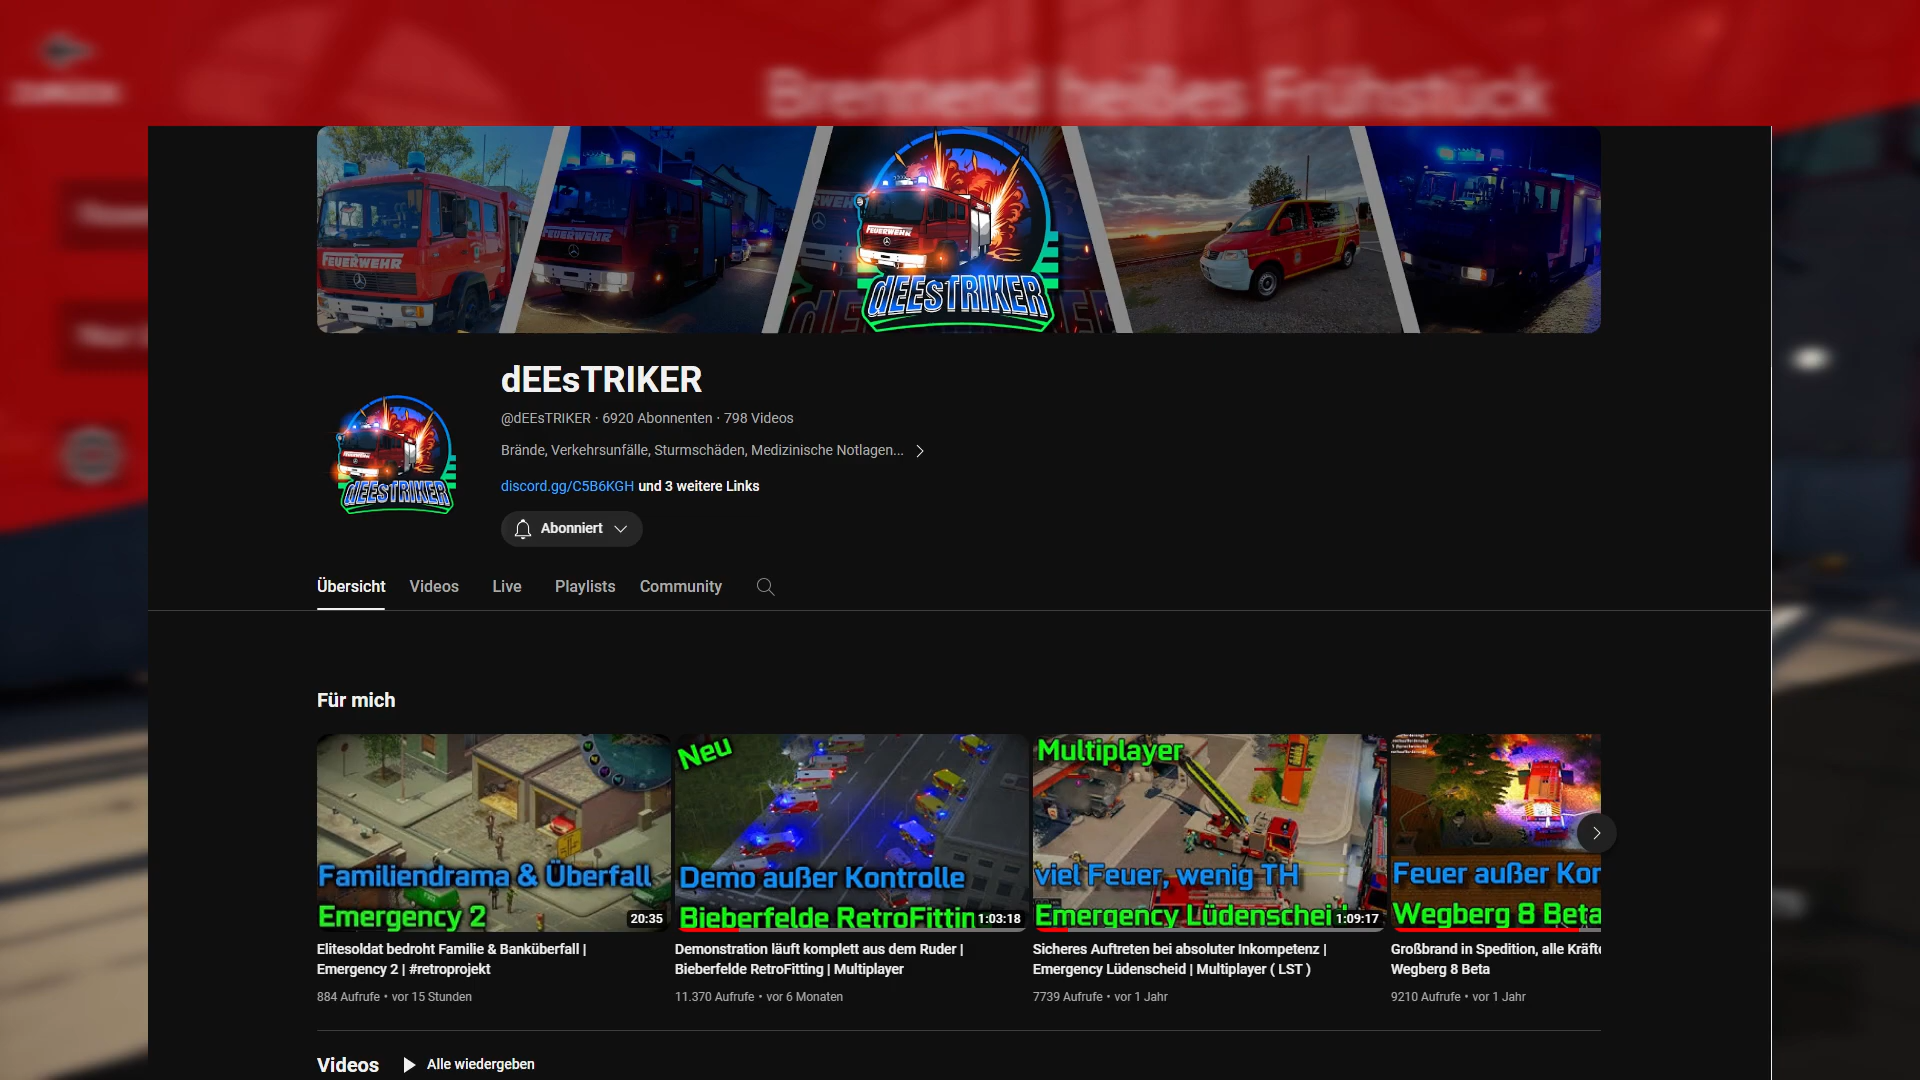 Brennend heißes Frühstück
FEUERWEHR
FEUERWEHR
FEUERWEHR
dEEsTRIKER
dEEsTRIKER
@dEEsTRIKER · 6920 Abonnenten · 798 Videos
Brände, Verkehrsunfälle, Sturmschäden, Medizinische Notlagen...
dEEsTRIKER
discord.gg/C5B6KGH und 3 weitere Links
Abonniert
Übersicht Videos Live Playlists Community
Für mich
Familiendrama & Überfall
Emergency 2
20:35
Elitesoldat bedroht Familie & Banküberfall |
Emergency 2 | #retroprojekt
884 Aufrufe • vor 15 Stunden
Neu
Demo außer Kontrolle
Bieberfelde RetroFittin
1:03:18
Demonstration läuft komplett aus dem Ruder |
Bieberfelde RetroFitting | Multiplayer
11.370 Aufrufe • vor 6 Monaten
Multiplayer
viel Feuer, wenig TH
Emergency Lüdenschei
1:09:17
Sicheres Auftreten bei absoluter Inkompetenz |
Emergency Lüdenscheid | Multiplayer ( LST )
7739 Aufrufe • vor 1 Jahr
Feuer außer Kor
Wegberg 8 Beta
Großbrand in Spedition, alle Kräfte
Wegberg 8 Beta
9210 Aufrufe • vor 1 Jahr
Videos Alle wiedergeben